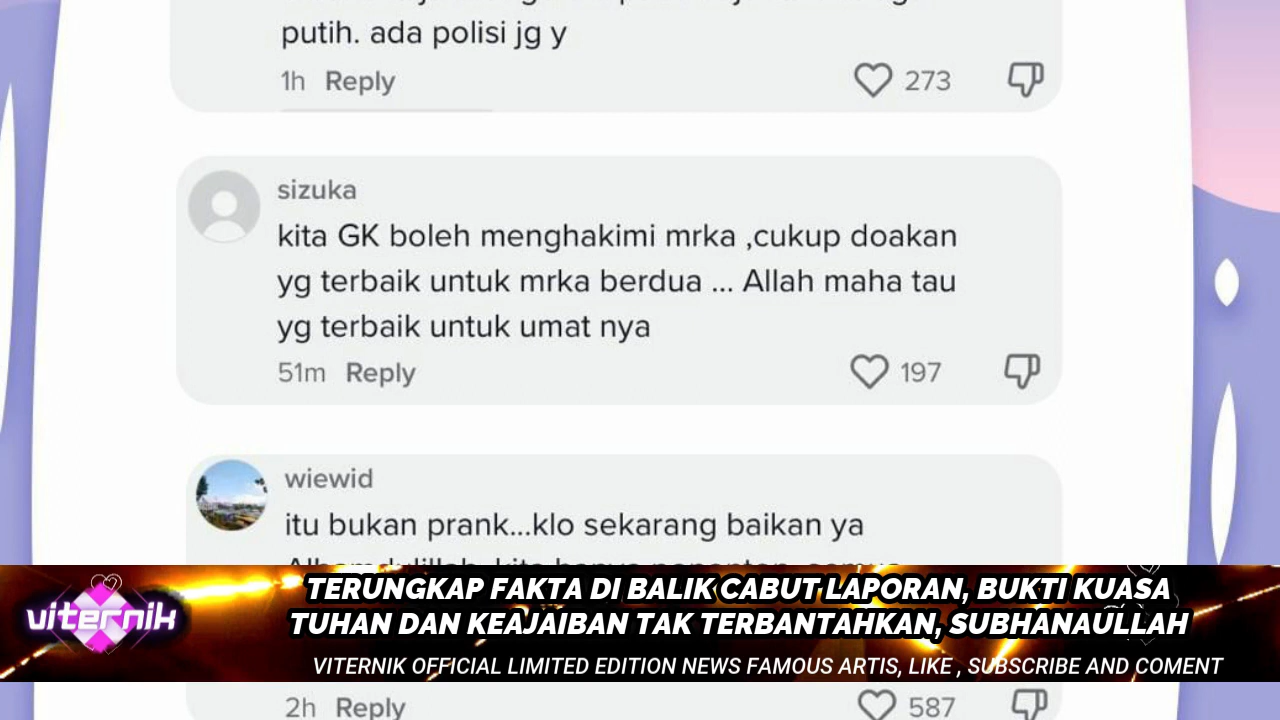 putih. ada polisi jg y
1h Reply 273
sizuka
kita GK boleh menghakimi mrka ,cukup doakan
yg terbaik untuk mrka berdua ... Allah maha tau
yg terbaik untuk umat nya
51m Reply 197
wiewid
itu bukan prank...klo sekarang baikan ya
viternik
TERUNGKAP FAKTA DI BALIK CABUT LAPORAN, BUKTI KUASA
TUHAN DAN KEAJAIBAN TAK TERBANTAHKAN, SUBHANAULLAH
VITERNIK OFFICIAL LIMITED EDITION NEWS FAMOUS ARTIS, LIKE , SUBSCRIBE AND COMENT
2h Reply 587